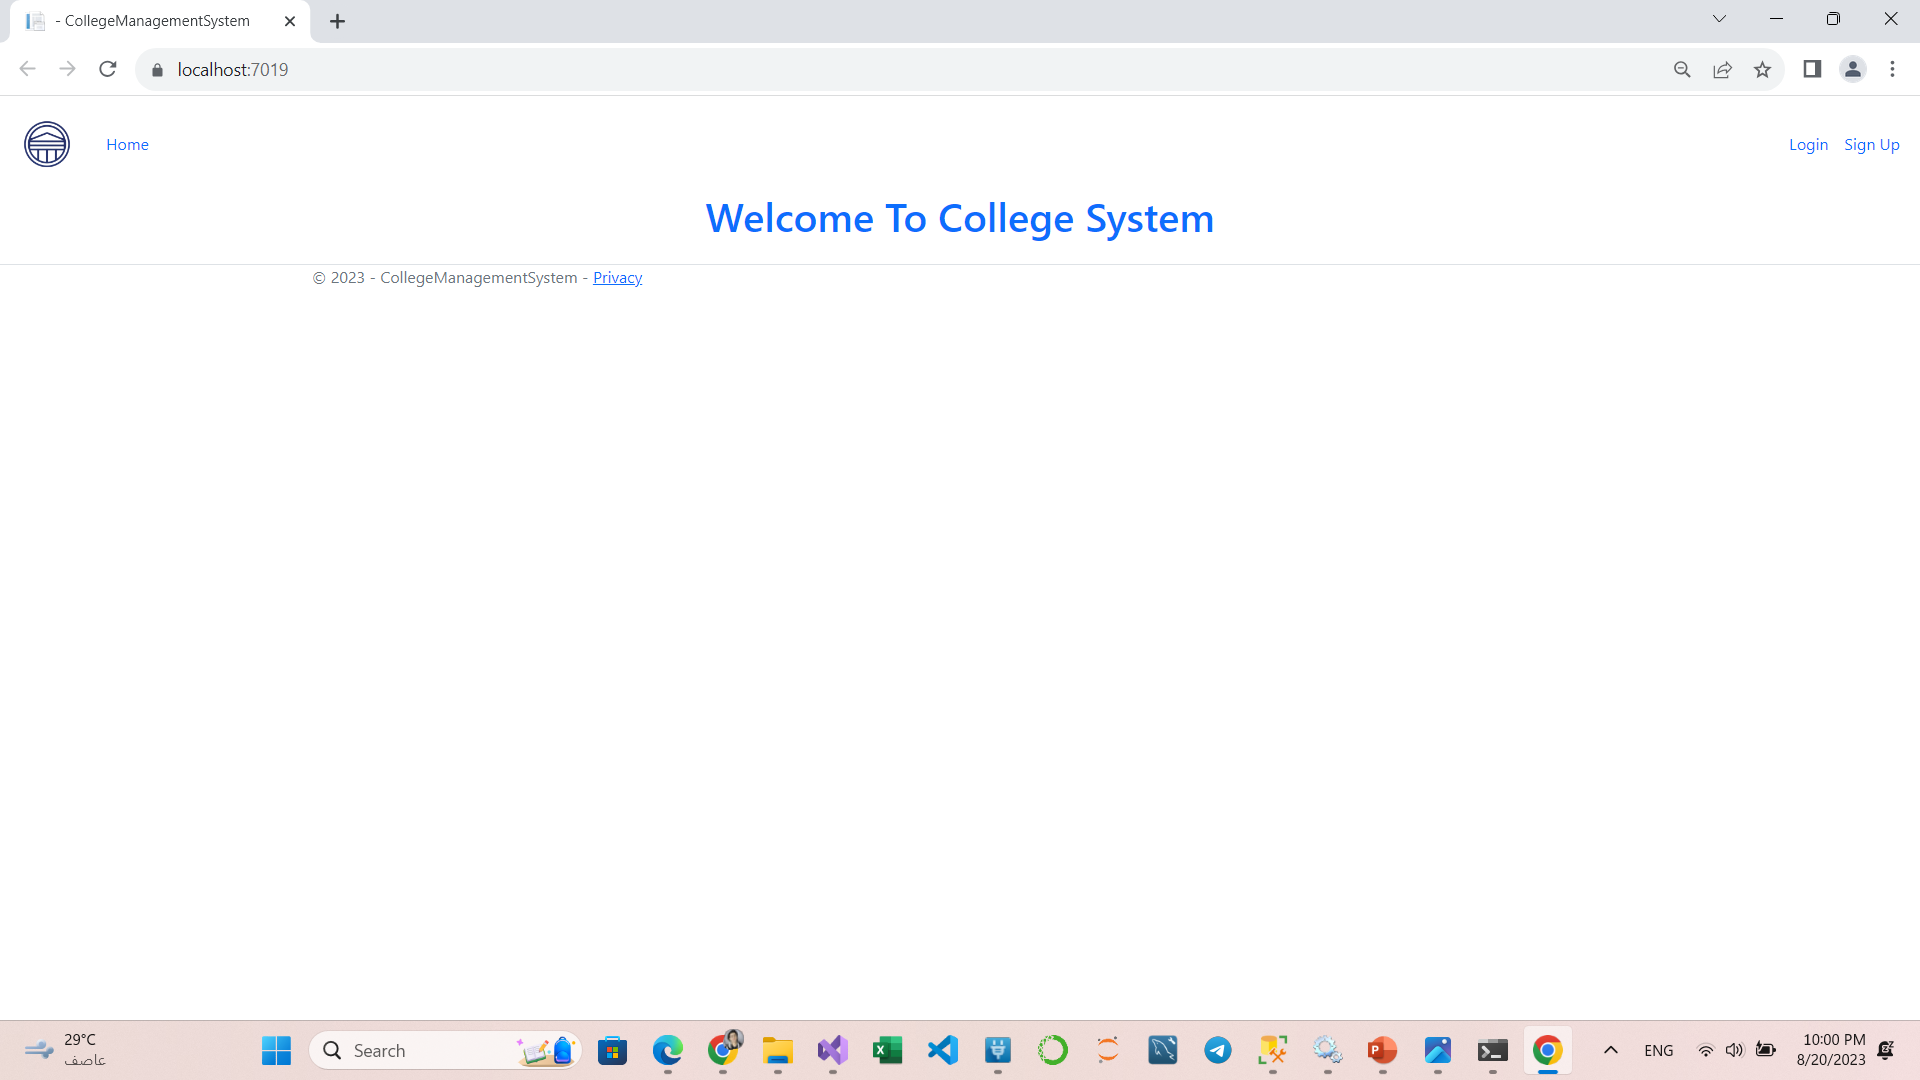 - CollegeManagementSystem
localhost:7019
Home
Login
Sign Up
Welcome To College System
© 2023 - CollegeManagementSystem - Privacy
29°C
عاصف
Search
ENG
10:00 PM
8/20/2023